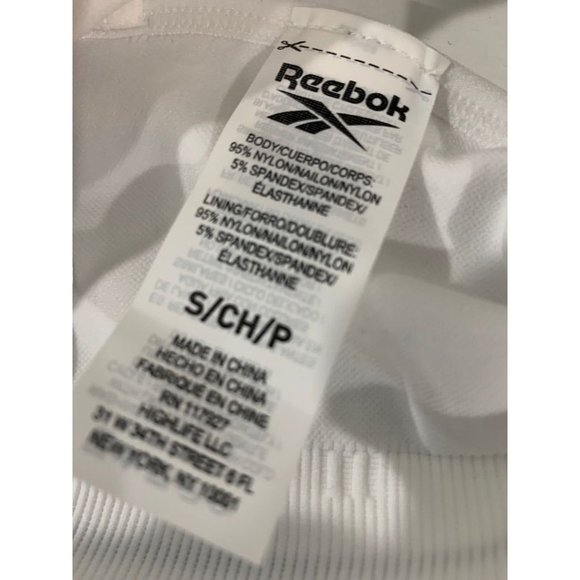 Reebok
BODY/CUERPO/CORPS:
95% NYLON/NAILON/NYLON
5% SPANDEX/SPANDEX/
ÉLASTHANNE
LINING/FORRO/DOUBLURE:
95% NYLON/NAILON/NYLON
5% SPANDEX/SPANDEX/
ÉLASTHANNE
S/CH/P
MADE IN CHINA
HECHO EN CHINA
FABRIQUÉ EN CHINE
RN 117927
HIGHLIFE LLC
31 W 34TH STREET 6 FL
NEW YORK, NY 10001